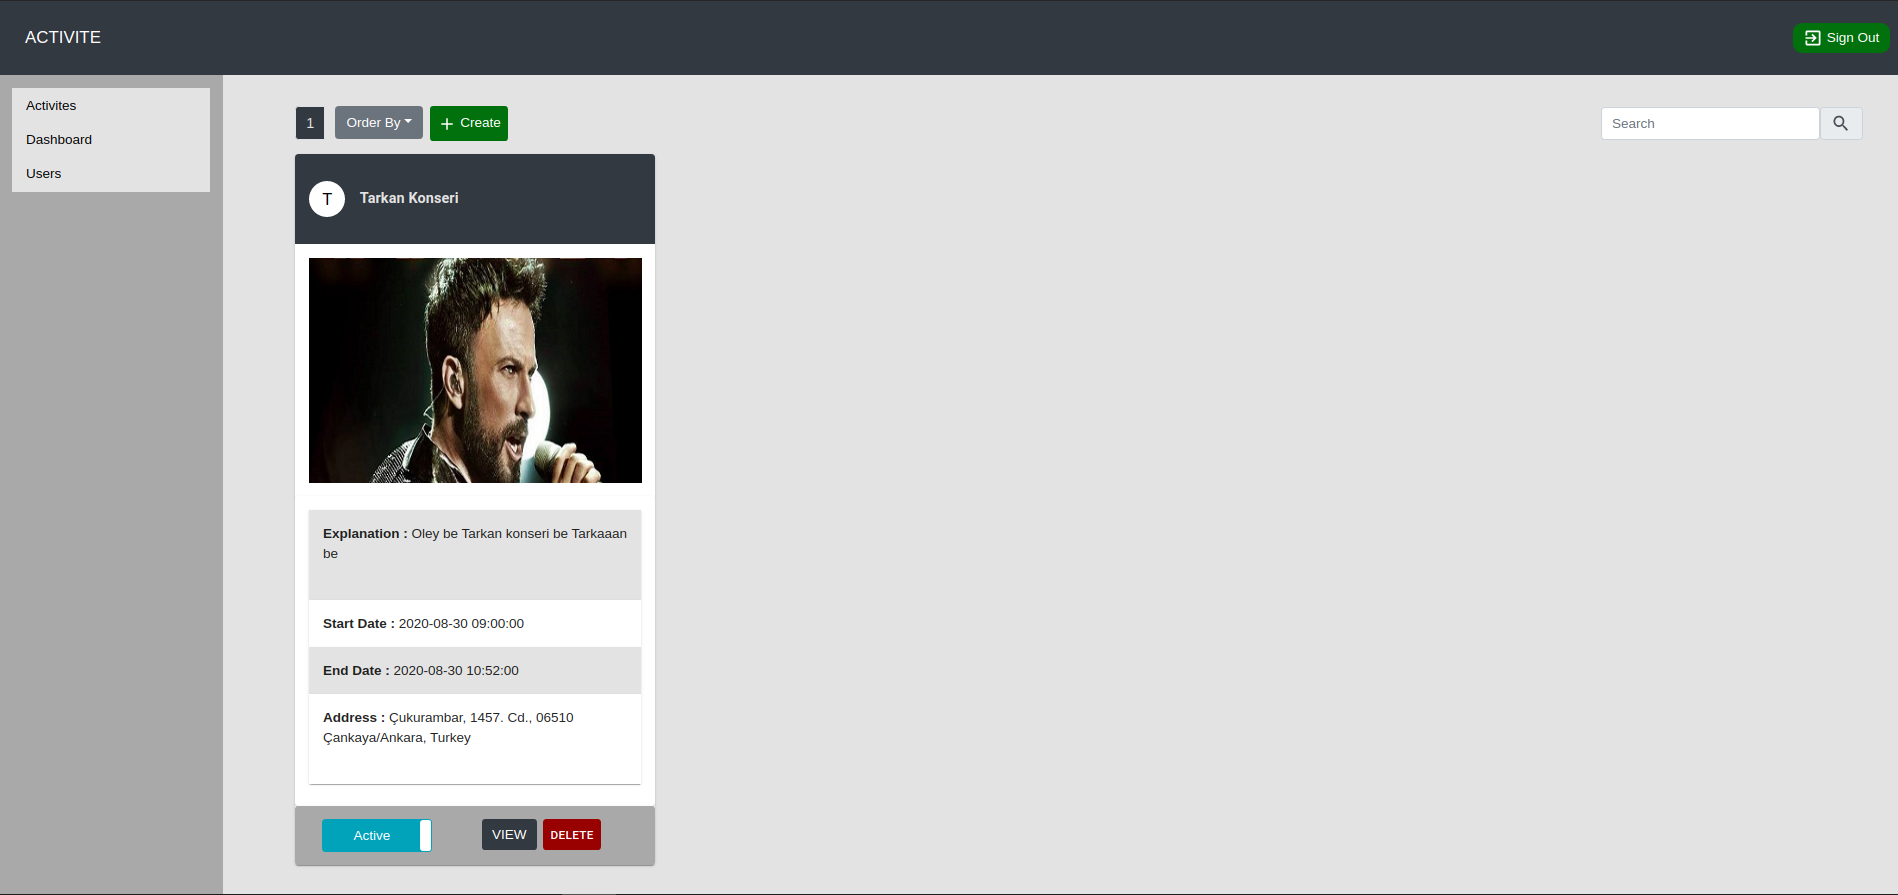 ACTIVITE
Sign Out
Activites
Dashboard
Users
1
Order By
Create
Search
T
Tarkan Konseri
Explanation : Oley be Tarkan konseri be Tarkaaan
be
Start Date : 2020-08-30 09:00:00
End Date : 2020-08-30 10:52:00
Address : Çukurambar, 1457. Cd., 06510
Çankaya/Ankara, Turkey
Active
VIEW
DELETE